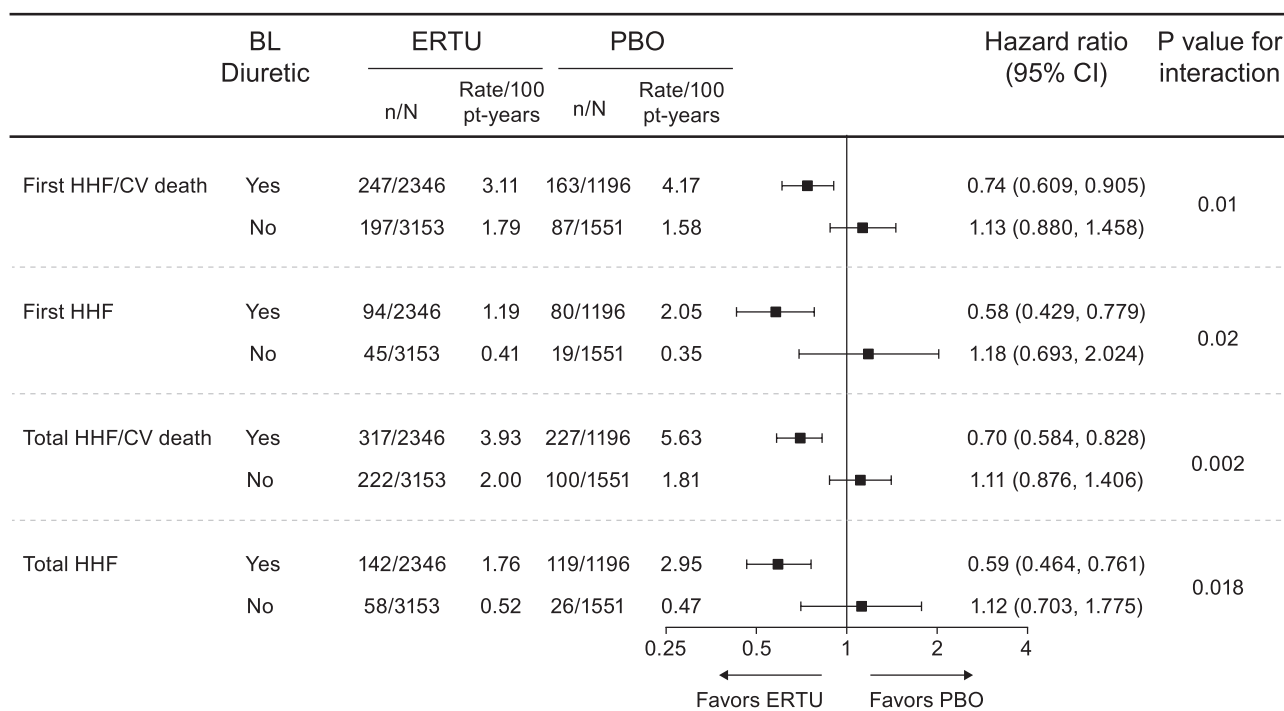 BL Diuretic ERTU PBO Hazard ratio (95% CI) P value for interaction
n/N Rate/100 pt-years n/N Rate/100 pt-years
First HHF/CV death Yes 247/2346 3.11 163/1196 4.17 0.74 (0.609, 0.905)
0.01
No 197/3153 1.79 87/1551 1.58 1.13 (0.880, 1.458)
First HHF Yes 94/2346 1.19 80/1196 2.05 0.58 (0.429, 0.779)
0.02
No 45/3153 0.41 19/1551 0.35 1.18 (0.693, 2.024)
Total HHF/CV death Yes 317/2346 3.93 227/1196 5.63 0.70 (0.584, 0.828)
0.002
No 222/3153 2.00 100/1551 1.81 1.11 (0.876, 1.406)
Total HHF Yes 142/2346 1.76 119/1196 2.95 0.59 (0.464, 0.761)
0.018
No 58/3153 0.52 26/1551 0.47 1.12 (0.703, 1.775)
0.25 0.5 1 2 4
Favors ERTU Favors PBO